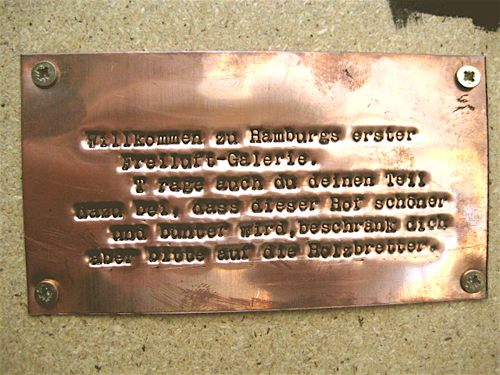 Willkommen zu Hamburgs erster
Freiluft-Galerie.
T rage auch du deinen Teil
dazu bei, dass dieser Hof schöner
und bunter wird,beschränk dich
aber bitte auf die Holzbretter.